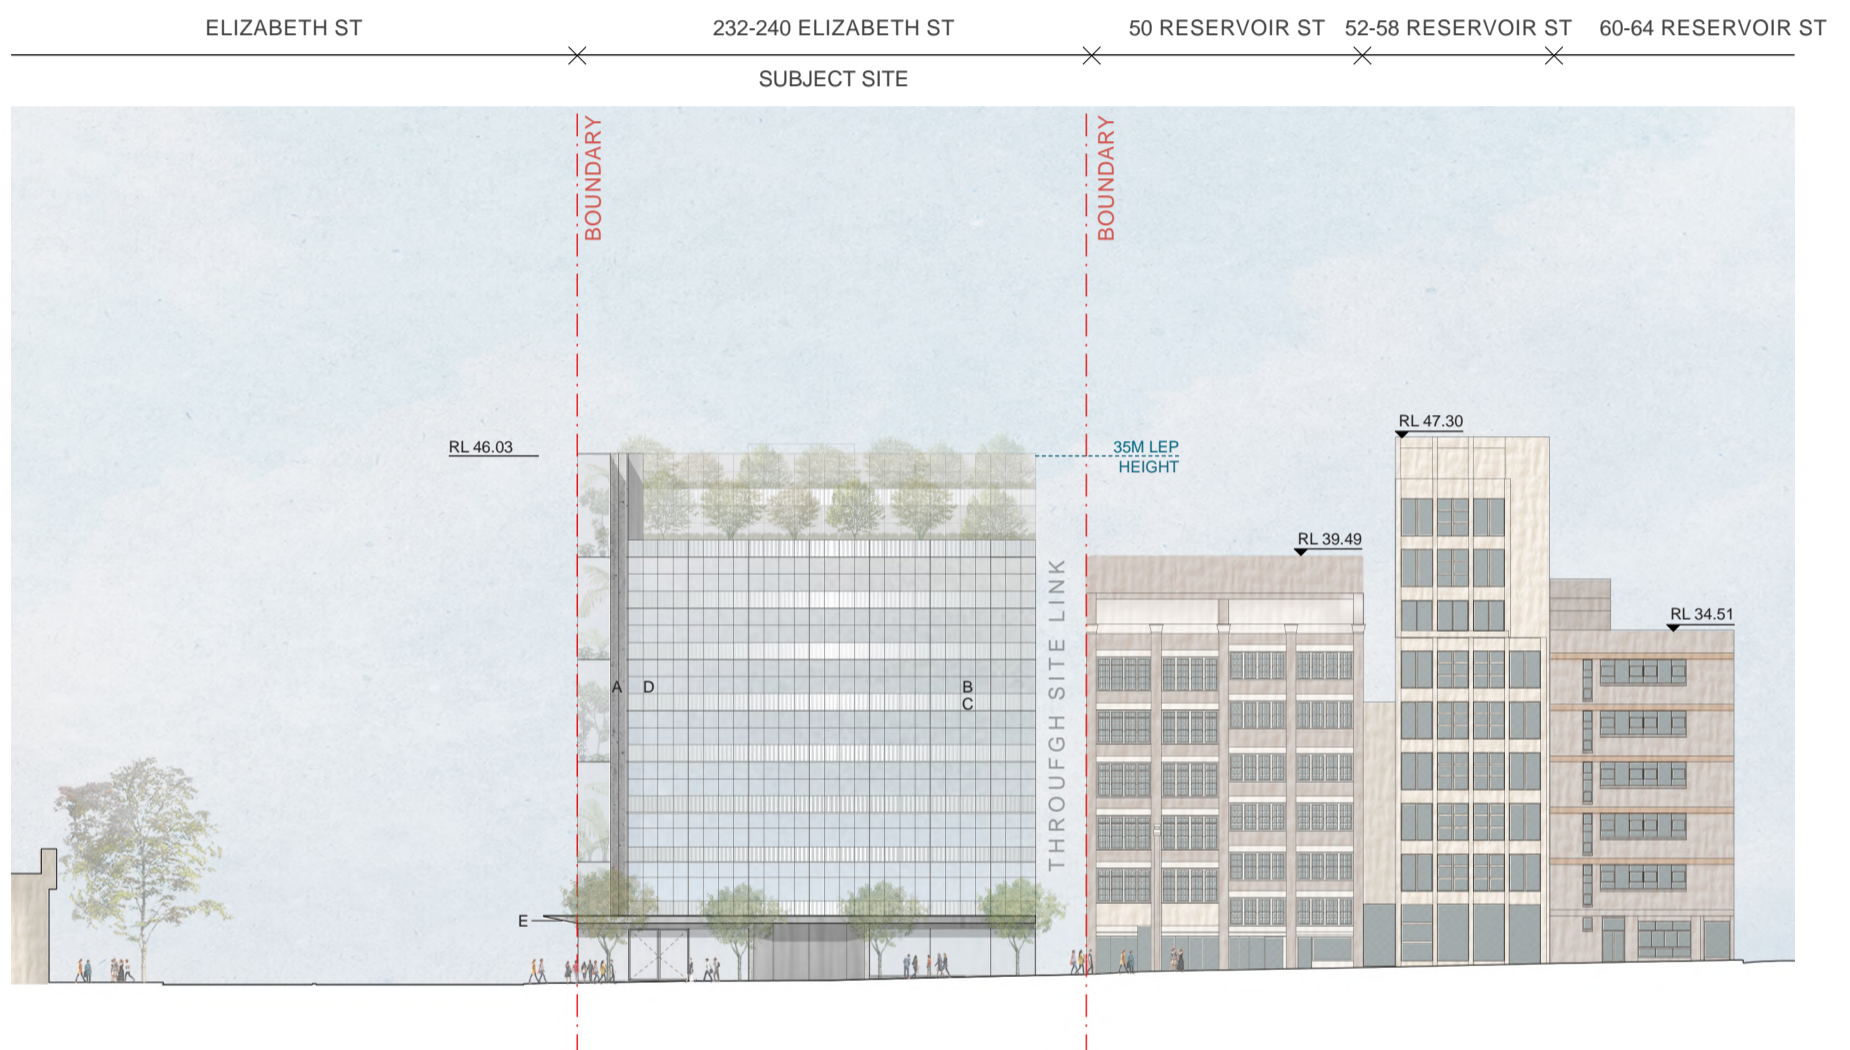 ELIZABETH ST
232-240 ELIZABETH ST
50 RESERVOIR ST
52-58 RESERVOIR ST
60-64 RESERVOIR ST
SUBJECT SITE
BOUNDARY
BOUNDARY
RL 46.03
35M LEP
HEIGHT
RL 47.30
RL 39.49
RL 34.51
THROUFGH SITE LINK
A
D
B
C
E